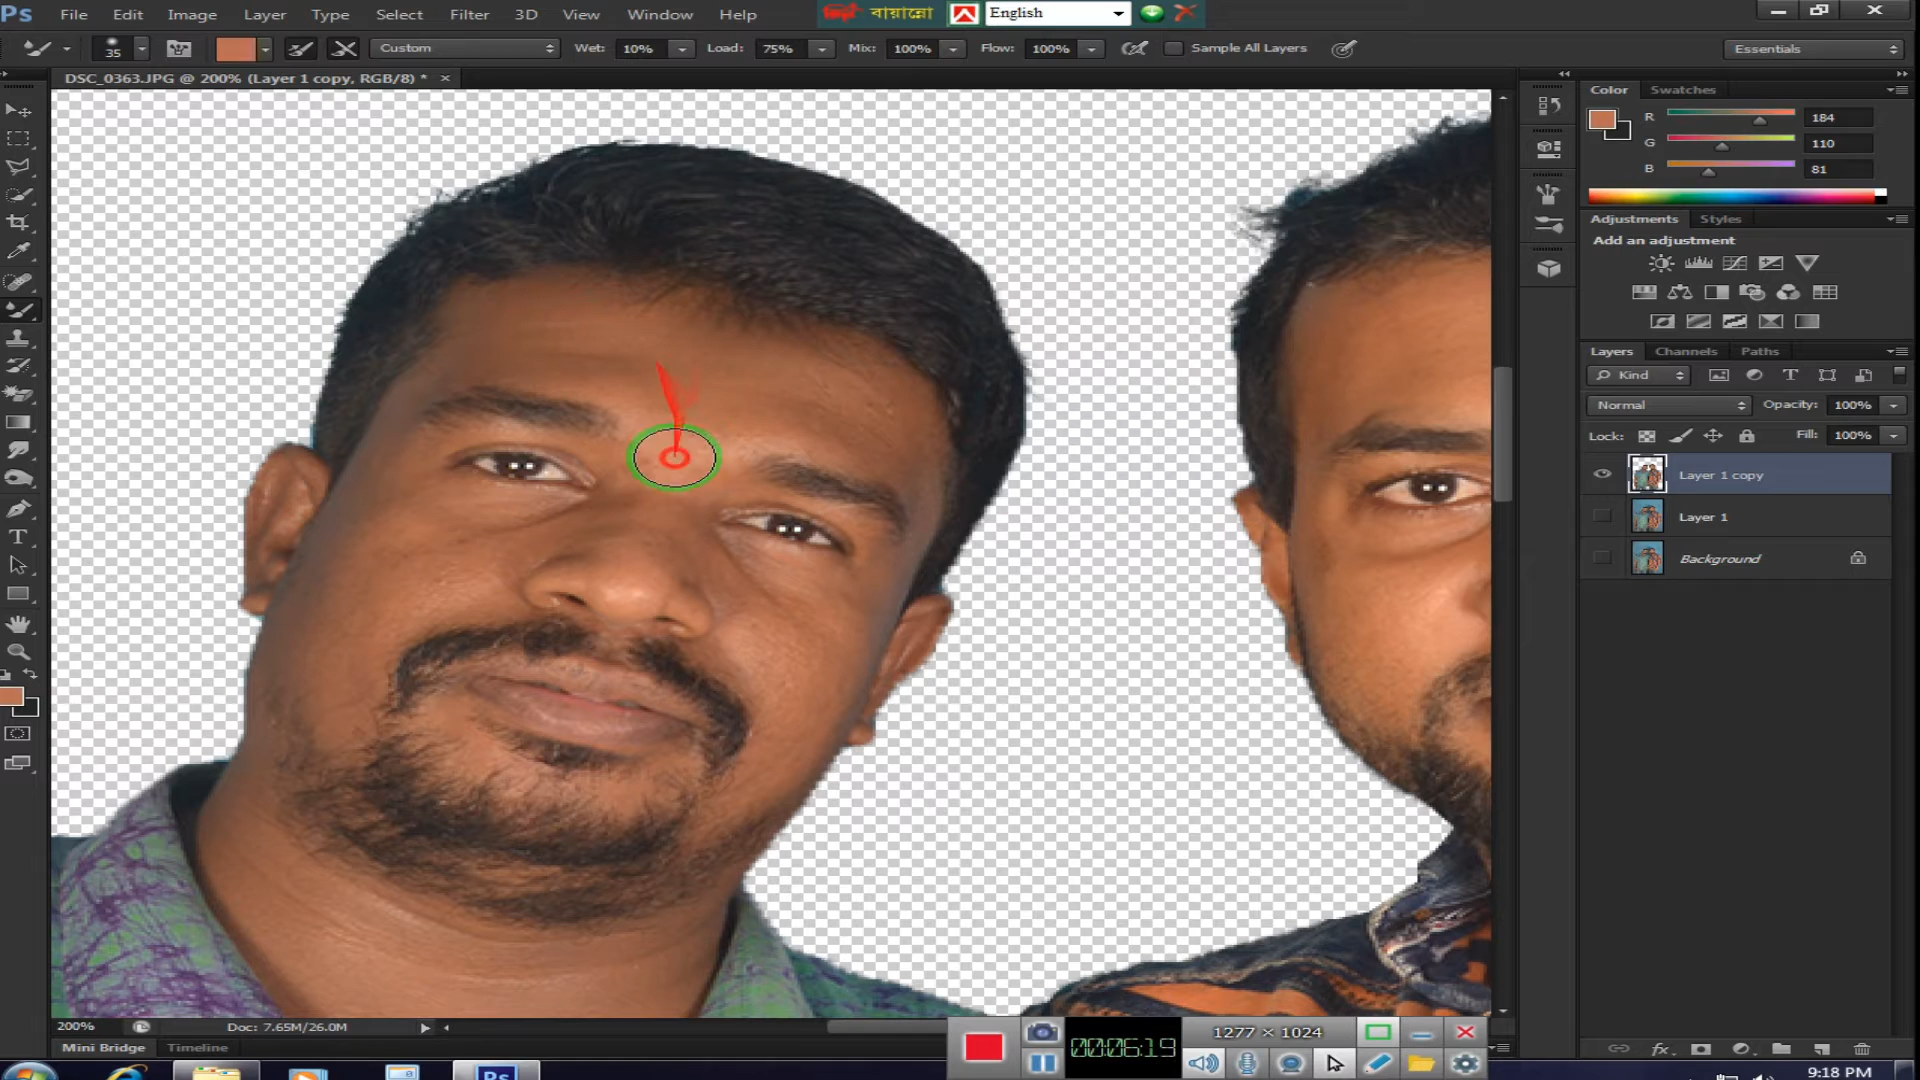 Ps File Edit Image Layer Type Select Filter 3D View Window Help বায়ান্নো English
35 Custom Wet: 10% Load: 75% Mix: 100% Flow: 100% Sample All Layers Essentials
DSC_0363.JPG @ 200% (Layer 1 copy, RGB/8) * ×
Color Swatches
R 184
G 110
B 81
Adjustments Styles
Add an adjustment
Layers Channels Paths
Kind
Normal Opacity: 100%
Lock: Fill: 100%
Layer 1 copy
Layer 1
Background
200% Doc: 7.65M/26.0M
Mini Bridge Timeline
000:06:19 1277 × 1024
Ps 9:18 PM